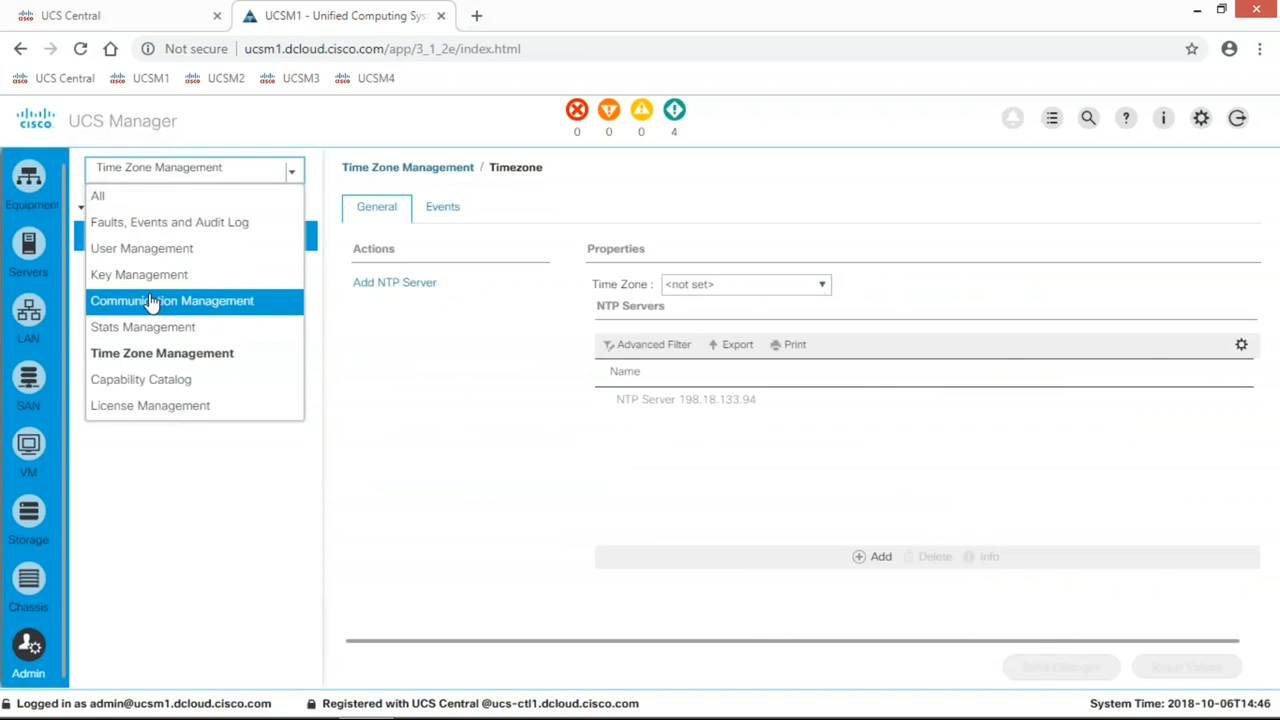 UCS Central
UCSM1 - Unified Computing Sys
Not secure
ucsm1.dcloud.cisco.com/app/3_1_2e/index.html
UCS Central
UCSM1
UCSM2
UCSM3
UCSM4
CISCO
UCS Manager
0
0
0
4
Equipment
Servers
LAN
SAN
VM
Storage
Chassis
Admin
Time Zone Management
All
Faults, Events and Audit Log
User Management
Key Management
Communication Management
Stats Management
Time Zone Management
Capability Catalog
License Management
Time Zone Management / Timezone
General
Events
Actions
Add NTP Server
Properties
Time Zone : <not set>
NTP Servers
Advanced Filter
Export
Print
Name
NTP Server 198.18.133.94
Add
Delete
Info
Save Changes
Reset Values
Logged in as admin@ucsm1.dcloud.cisco.com
Registered with UCS Central @ucs-ctl1.dcloud.cisco.com
System Time: 2018-10-06T14:46